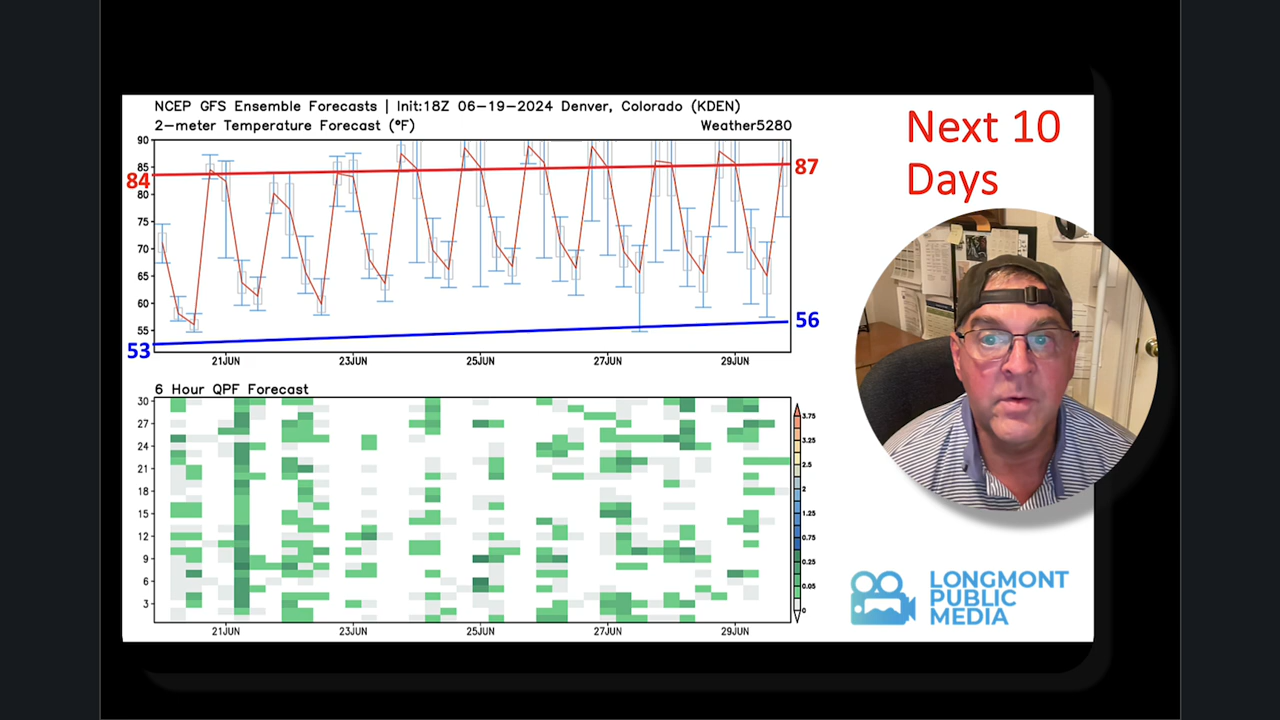 NCEP GFS Ensemble Forecasts | Init:18Z 06-19-2024 Denver, Colorado (KDEN)
2-meter Temperature Forecast (°F)
Weather5280
90
85
80
75
70
65
60
55
84
53
87
56
21JUN
23JUN
25JUN
27JUN
29JUN
6 Hour QPF Forecast
30
27
24
21
18
15
12
9
6
3
21JUN
23JUN
25JUN
27JUN
29JUN
3.75
3.25
2.5
2
1.25
0.75
0.25
0.05
0
Next 10
Days
LONGMONT
PUBLIC
MEDIA